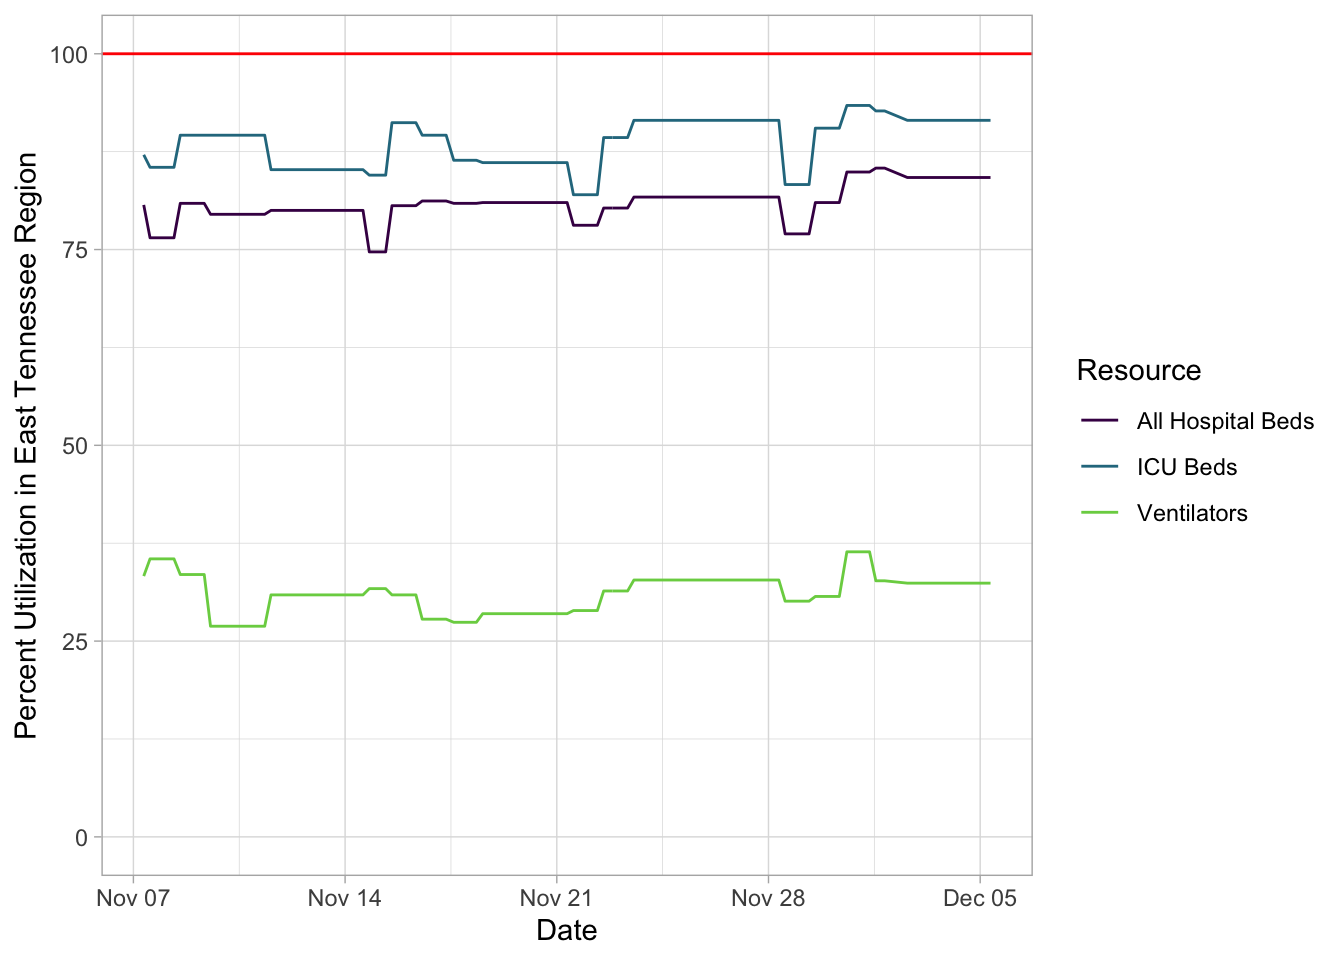 Percent Utilization in East Tennessee Region
100
75
50
25
0
Nov 07
Nov 14
Nov 21
Nov 28
Dec 05
Date
Resource
All Hospital Beds
ICU Beds
Ventilators